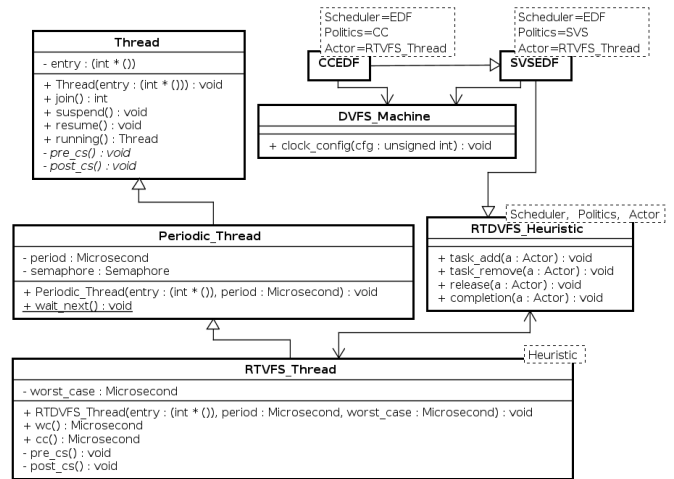 Thread
- entry : (int * ())
+ Thread(entry : (int * ())) : void
+ join() : int
+ suspend() : void
+ resume() : void
+ running() : Thread
- pre_cs() : void
- post_cs() : void
Scheduler=EDF
Politics=CC
Actor=RTVFS_Thread
CCEDF
Scheduler=EDF
Politics=SVS
Actor=RTVFS_Thread
SVSEDF
DVFS_Machine
+ clock_config(cfg : unsigned int) : void
Scheduler, Politics, Actor
RTDVFS_Heuristic
+ task_add(a : Actor) : void
+ task_remove(a : Actor) : void
+ release(a : Actor) : void
+ completion(a : Actor) : void
Periodic_Thread
- period : Microsecond
- semaphore : Semaphore
+ Periodic_Thread(entry : (int * ()), period : Microsecond) : void
+ wait_next() : void
Heuristic
RTVFS_Thread
- worst_case : Microsecond
+ RTDVFS_Thread(entry : (int * ()), period : Microsecond, worst_case : Microsecond) : void
+ wc() : Microsecond
+ cc() : Microsecond
- pre_cs() : void
- post_cs() : void